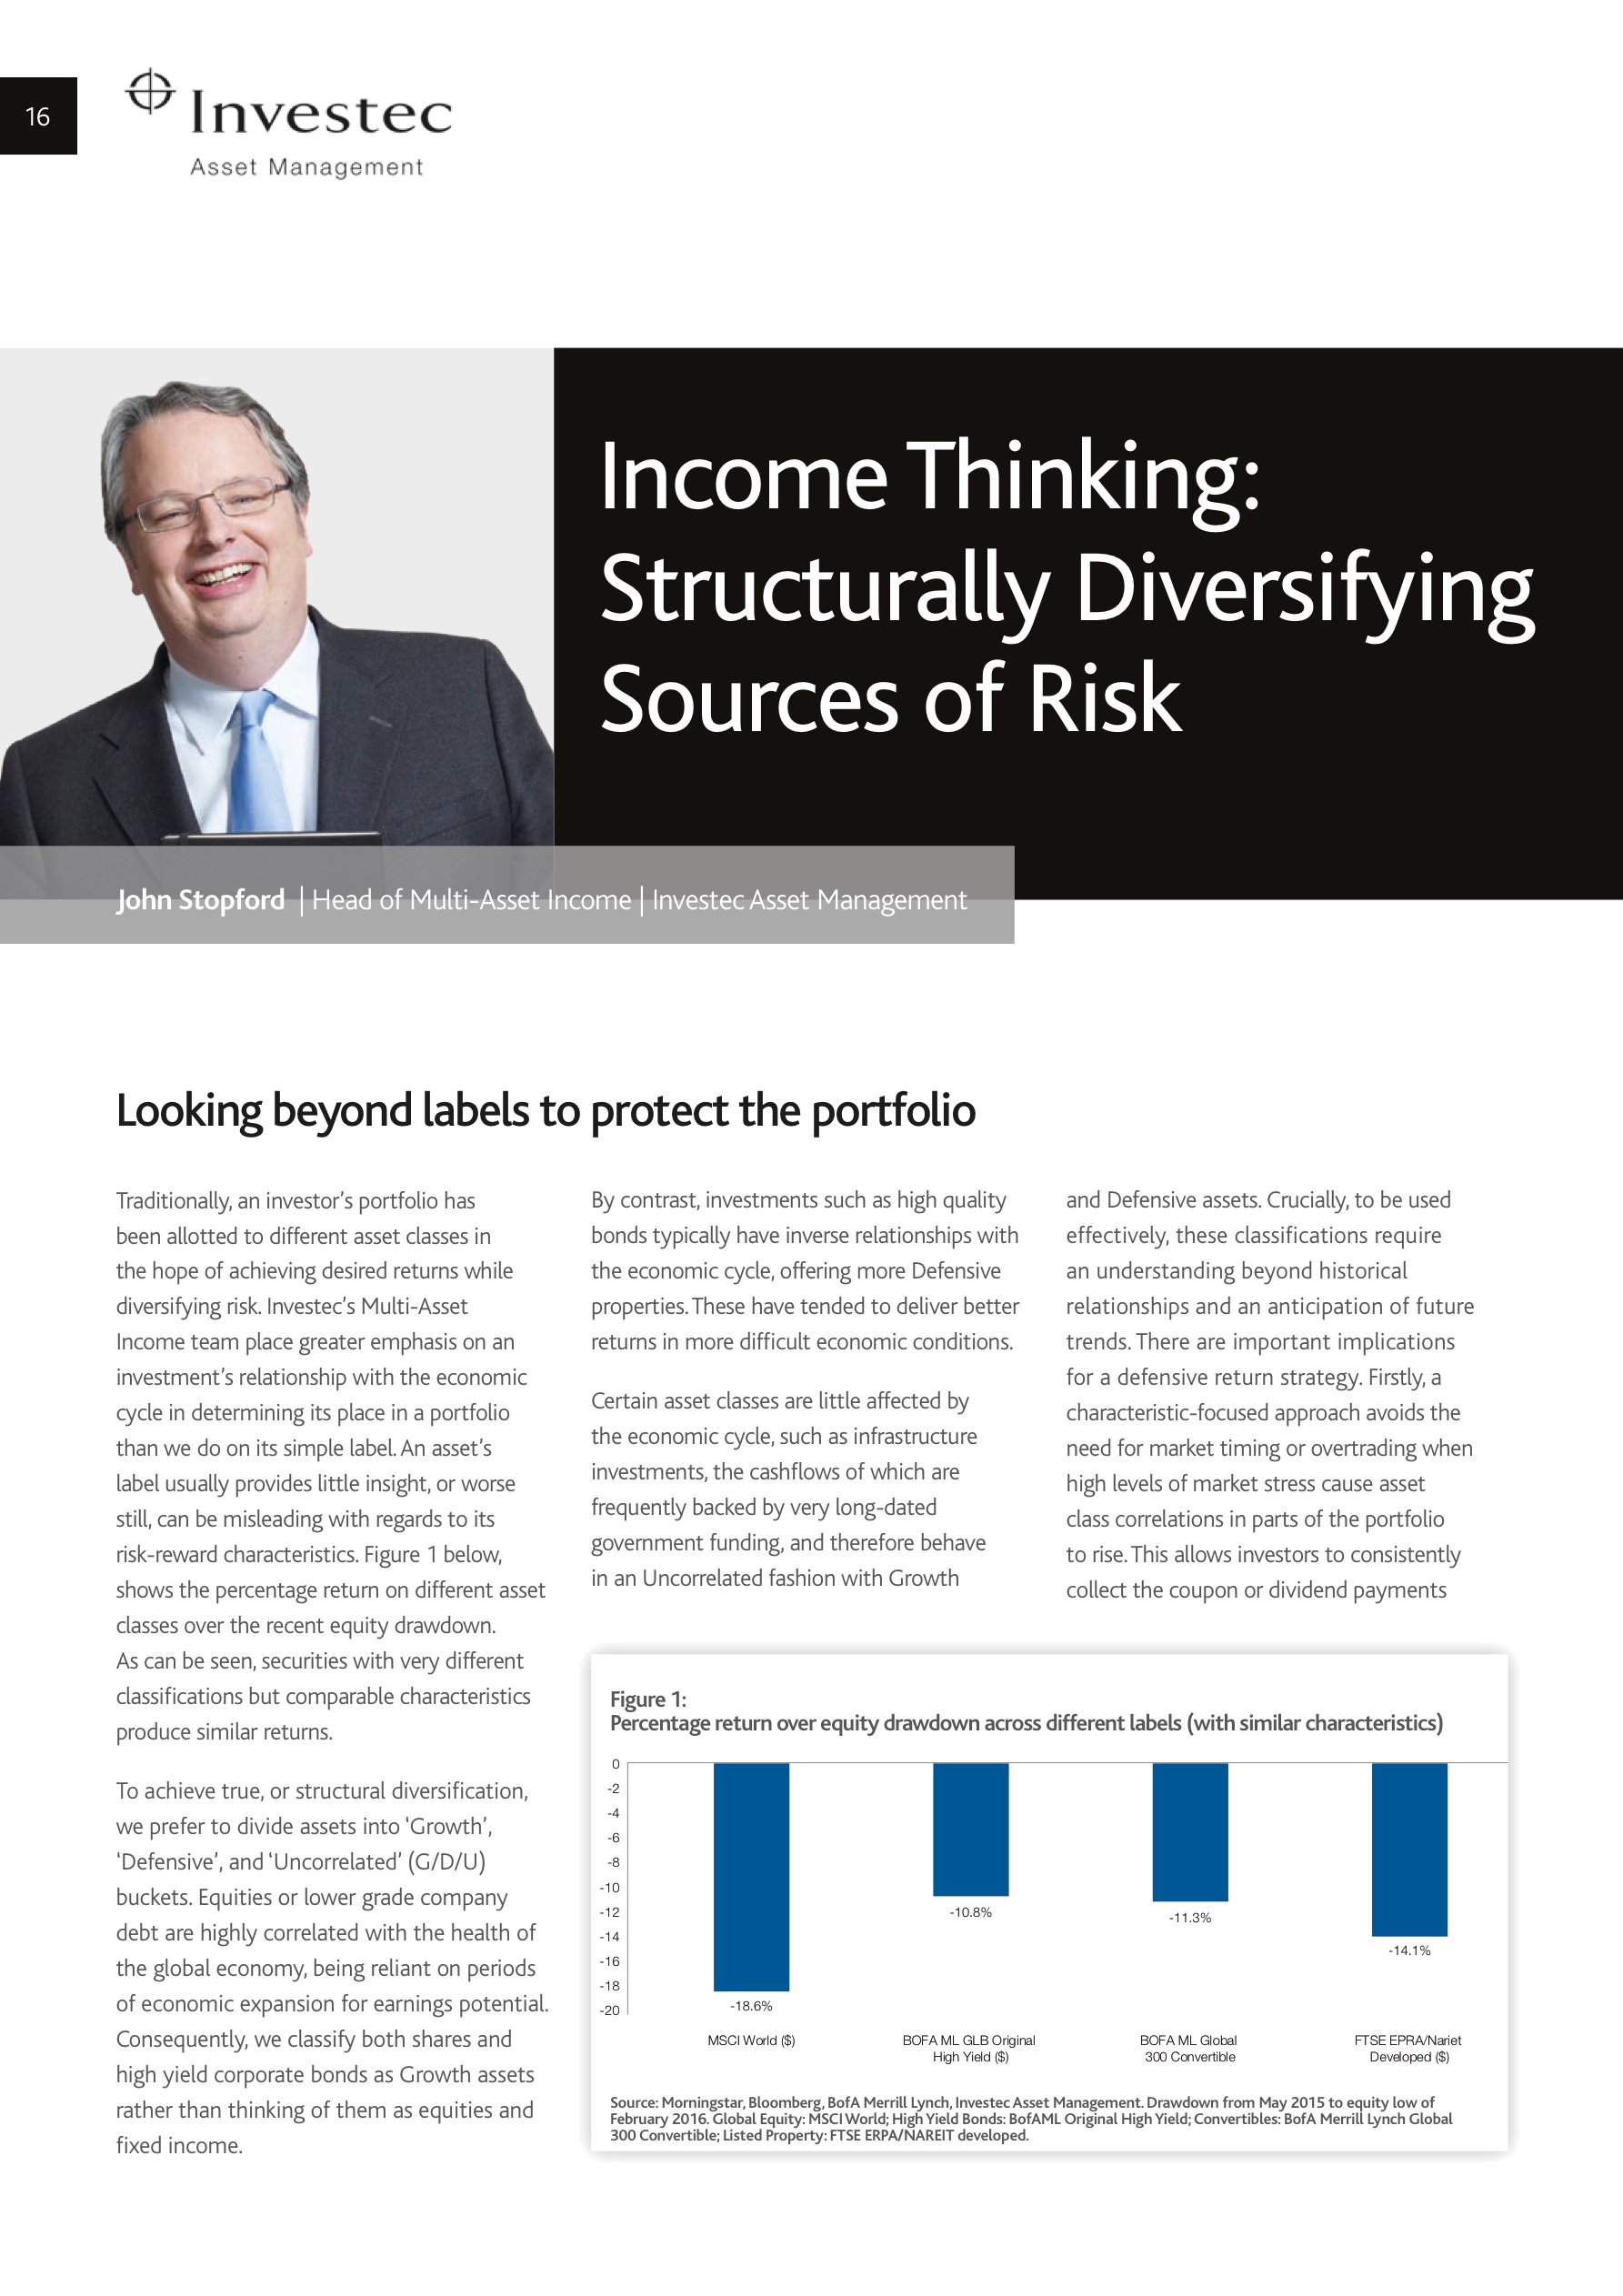 16
Investec
Asset Management
Income Thinking:
Structurally Diversifying
Sources of Risk
John Stopford | Head of Multi-Asset Income | Investec Asset Management
Looking beyond labels to protect the portfolio
Traditionally, an investor’s portfolio has
been allotted to different asset classes in
the hope of achieving desired returns while
diversifying risk. Investec’s Multi-Asset
Income team place greater emphasis on an
investment’s relationship with the economic
cycle in determining its place in a portfolio
than we do on its simple label. An asset’s
label usually provides little insight, or worse
still, can be misleading with regards to its
risk-reward characteristics. Figure 1 below,
shows the percentage return on different asset
classes over the recent equity drawdown.
As can be seen, securities with very different
classifications but comparable characteristics
produce similar returns.
To achieve true, or structural diversification,
we prefer to divide assets into ‘Growth’,
‘Defensive’, and ‘Uncorrelated’ (G/D/U)
buckets. Equities or lower grade company
debt are highly correlated with the health of
the global economy, being reliant on periods
of economic expansion for earnings potential.
Consequently, we classify both shares and
high yield corporate bonds as Growth assets
rather than thinking of them as equities and
fixed income.
By contrast, investments such as high quality
bonds typically have inverse relationships with
the economic cycle, offering more Defensive
properties. These have tended to deliver better
returns in more difficult economic conditions.
Certain asset classes are little affected by
the economic cycle, such as infrastructure
investments, the cashflows of which are
frequently backed by very long-dated
government funding, and therefore behave
in an Uncorrelated fashion with Growth
and Defensive assets. Crucially, to be used
effectively, these classifications require
an understanding beyond historical
relationships and an anticipation of future
trends. There are important implications
for a defensive return strategy. Firstly, a
characteristic-focused approach avoids the
need for market timing or overtrading when
high levels of market stress cause asset
class correlations in parts of the portfolio
to rise. This allows investors to consistently
collect the coupon or dividend payments
Figure 1:
Percentage return over equity drawdown across different labels (with similar characteristics)
0
-2
-4
-6
-8
-10
-12
-14
-16
-18
-20
-18.6%
-10.8%
-11.3%
-14.1%
MSCI World ($)
BOFA ML GLB Original
High Yield ($)
BOFA ML Global
300 Convertible
FTSE EPRA/Nariet
Developed ($)
Source: Morningstar, Bloomberg, BofA Merrill Lynch, Investec Asset Management. Drawdown from May 2015 to equity low of
February 2016. Global Equity: MSCI World; High Yield Bonds: BofAML Original High Yield; Convertibles: BofA Merrill Lynch Global
300 Convertible; Listed Property: FTSE ERPA/NAREIT developed.